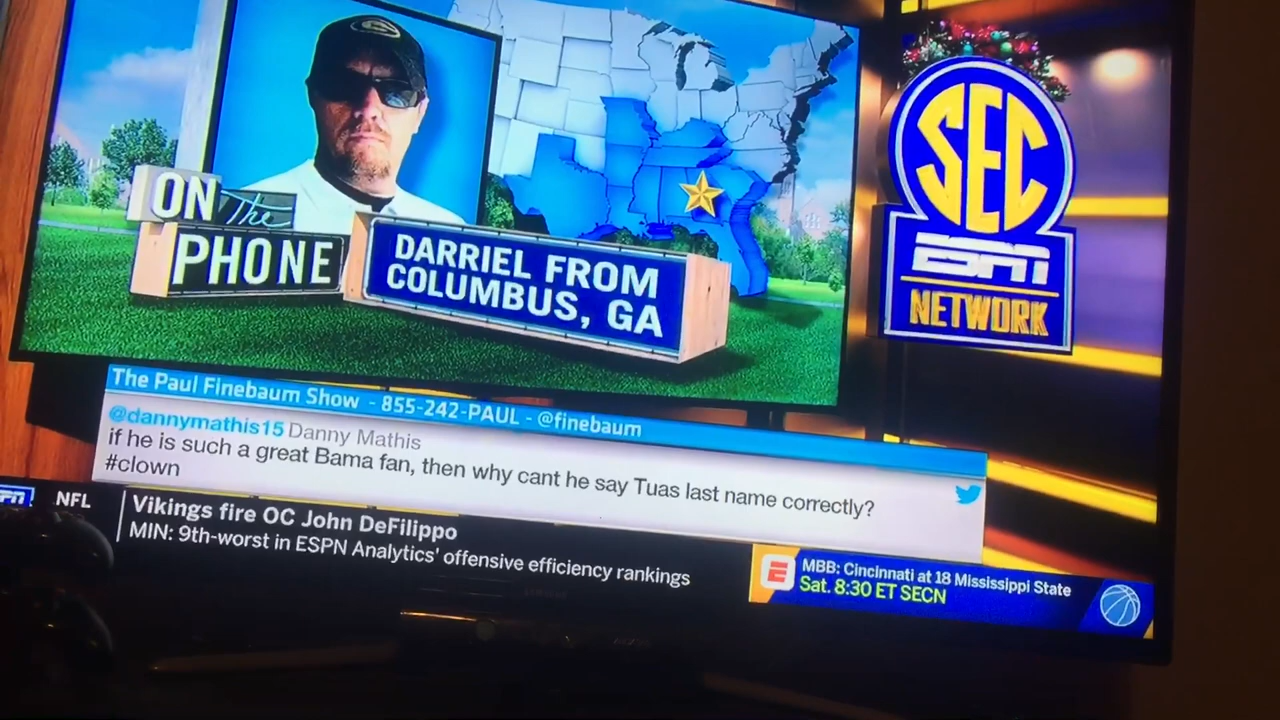 G
ON
The
PHONE
DARRIEL FROM
COLUMBUS, GA
SEC
ESPN
NETWORK
The Paul Finebaum Show - 855-242-PAUL - @finebaum
@dannymathis15 Danny Mathis
if he is such a great Bama fan, then why cant he say Tuas last name correctly?
#clown
NFL
Vikings fire OC John DeFilippo
MIN: 9th-worst in ESPN Analytics' offensive efficiency rankings
E
MBB: Cincinnati at 18 Mississippi State
Sat. 8:30 ET SECN